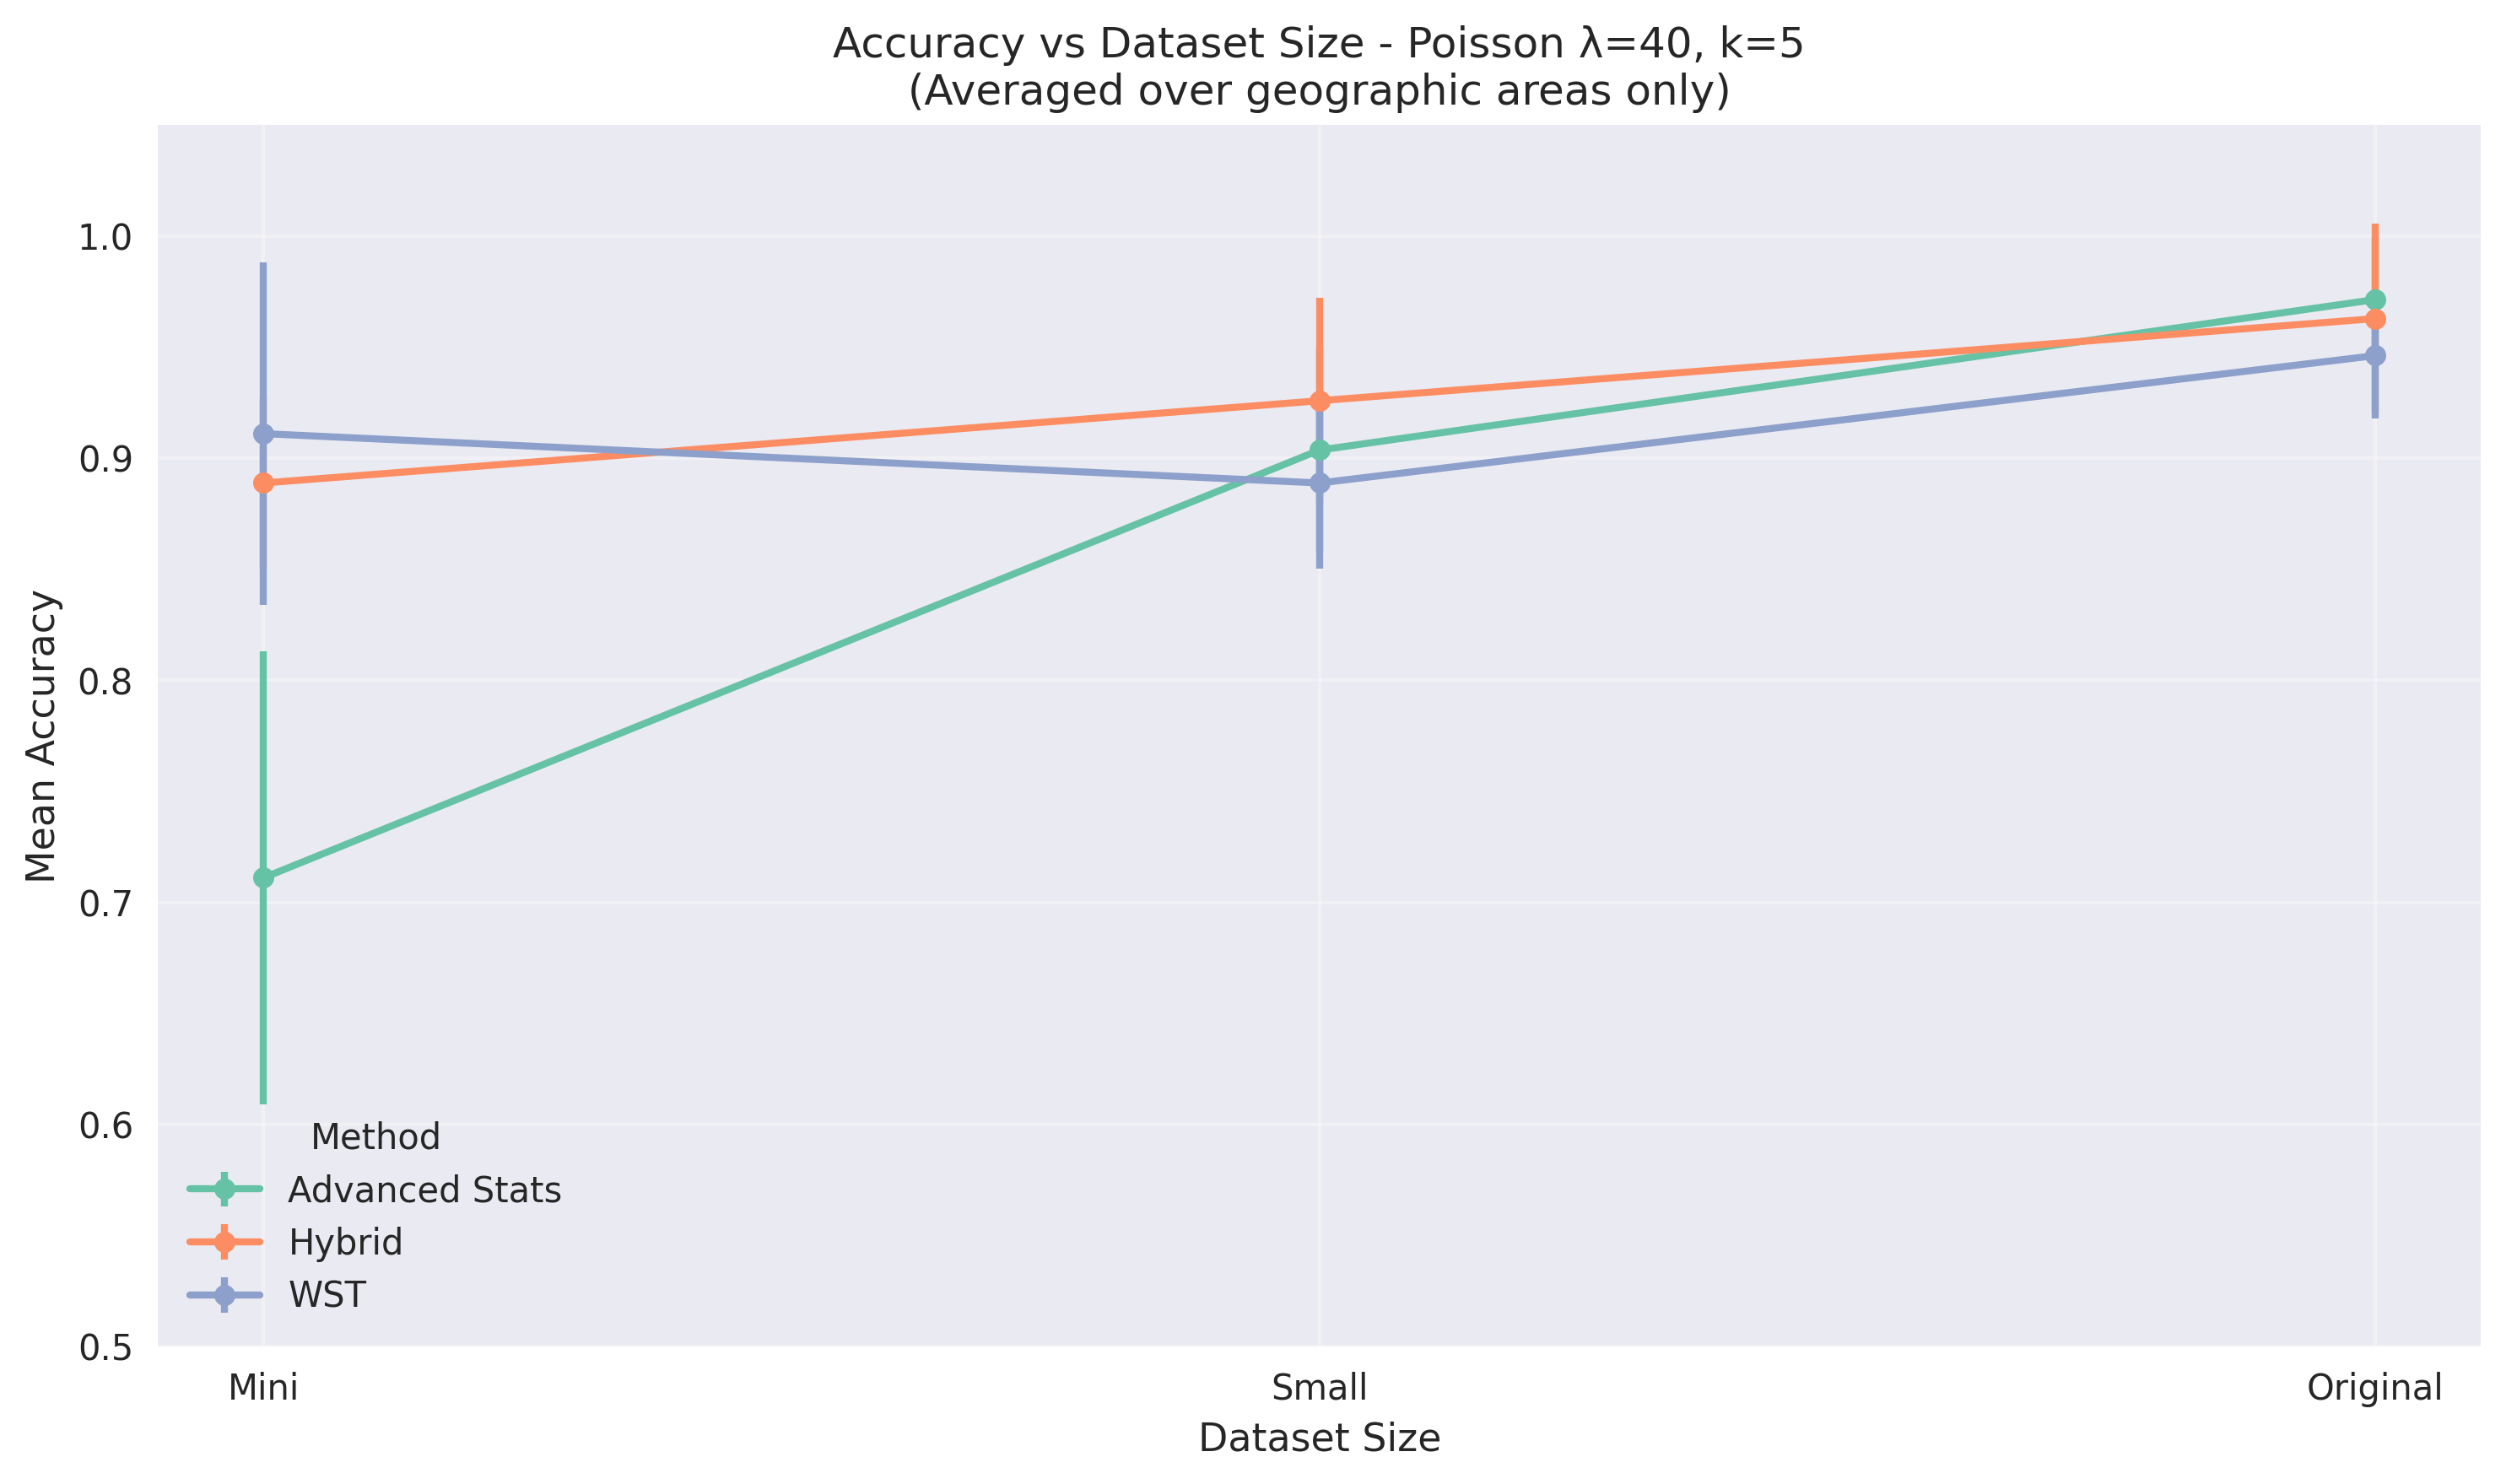 Accuracy vs Dataset Size - Poisson λ=40, k=5
(Averaged over geographic areas only)
Mean Accuracy
1.0
0.9
0.8
0.7
0.6
0.5
Method
Advanced Stats
Hybrid
WST
Mini
Small
Original
Dataset Size